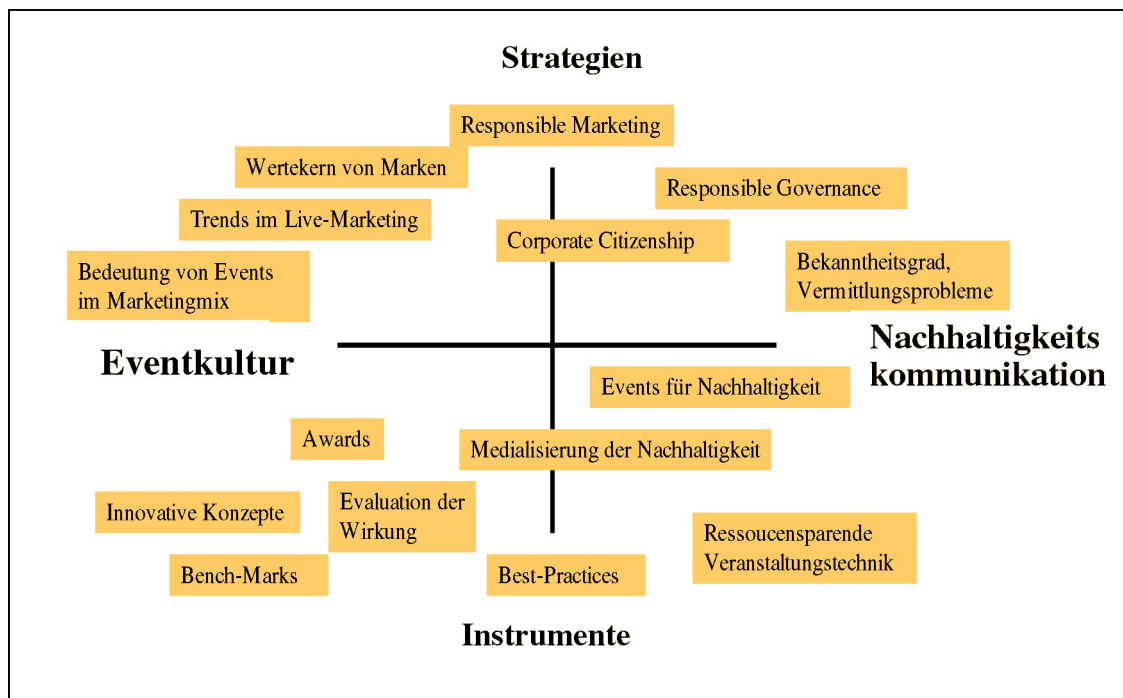 Strategien
Responsible Marketing
Wertekern von Marken
Responsible Governance
Trends im Live-Marketing
Corporate Citizenship
Bedeutung von Events
im Marketingmix
Bekanntheitsgrad,
Vermittlungsprobleme
Eventkultur
Nachhaltigkeits
kommunikation
Events für Nachhaltigkeit
Awards
Medialisierung der Nachhaltigkeit
Innovative Konzepte
Evaluation der
Wirkung
Ressoucensparende
Veranstaltungstechnik
Bench-Marks
Best-Practices
Instrumente